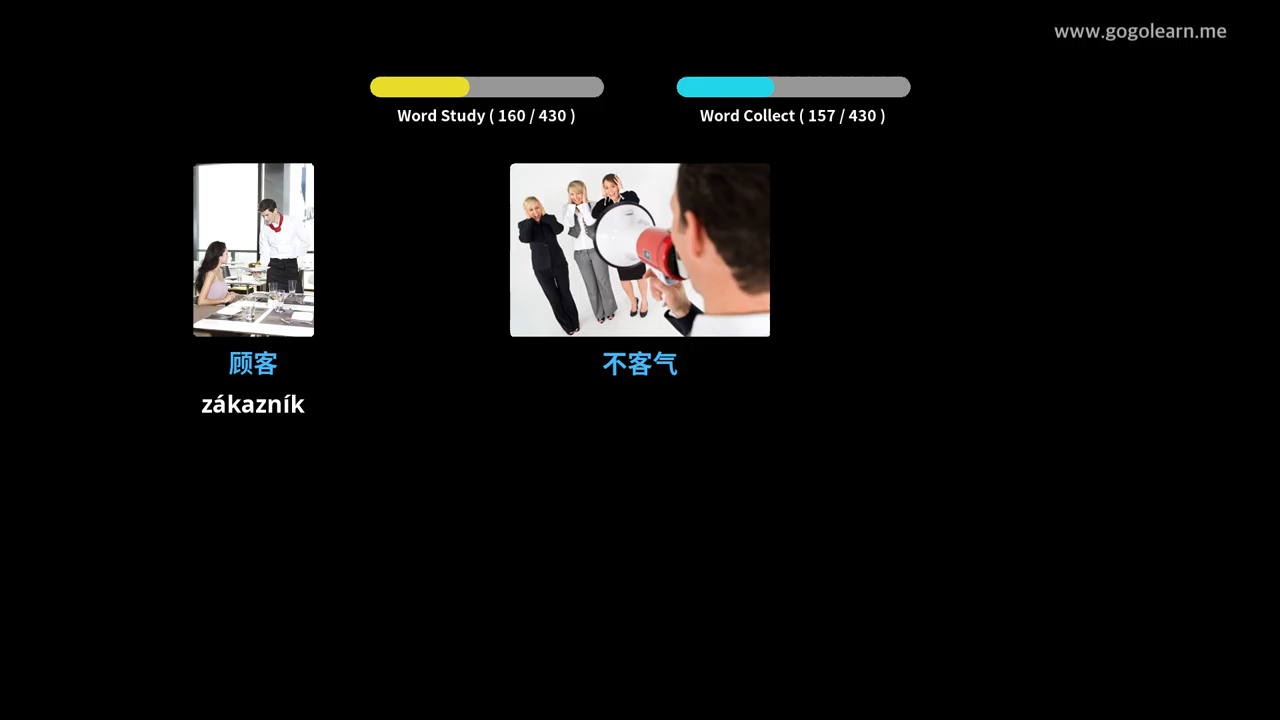 www.gogolearn.me
Word Study ( 160 / 430 )
Word Collect ( 157 / 430 )
顾客
不客气
zákazník